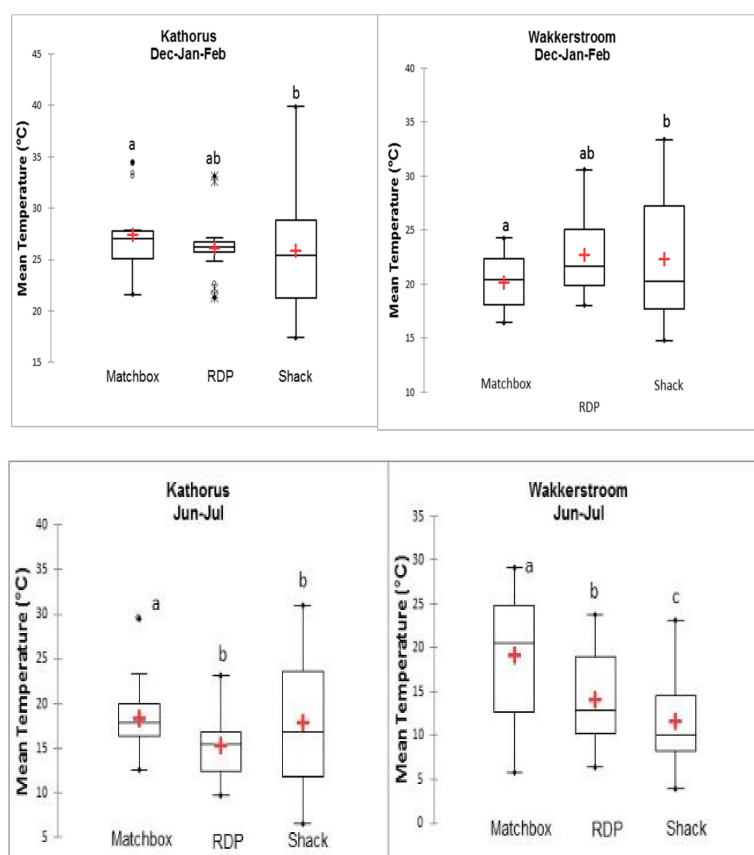 Kathorus
Dec-Jan-Feb
Mean Temperature (°C)
45
40
35
30
25
20
15
a
ab
b
Matchbox
RDP
Shack
Wakkerstroom
Dec-Jan-Feb
Mean Temperature (°C)
40
35
30
25
20
15
10
a
ab
b
Matchbox
RDP
Shack
Kathorus
Jun-Jul
Mean Temperature (°C)
40
35
30
25
20
15
10
5
a
b
b
Matchbox
RDP
Shack
Wakkerstroom
Jun-Jul
Mean Temperature (°C)
35
30
25
20
15
10
5
0
a
b
c
Matchbox
RDP
Shack